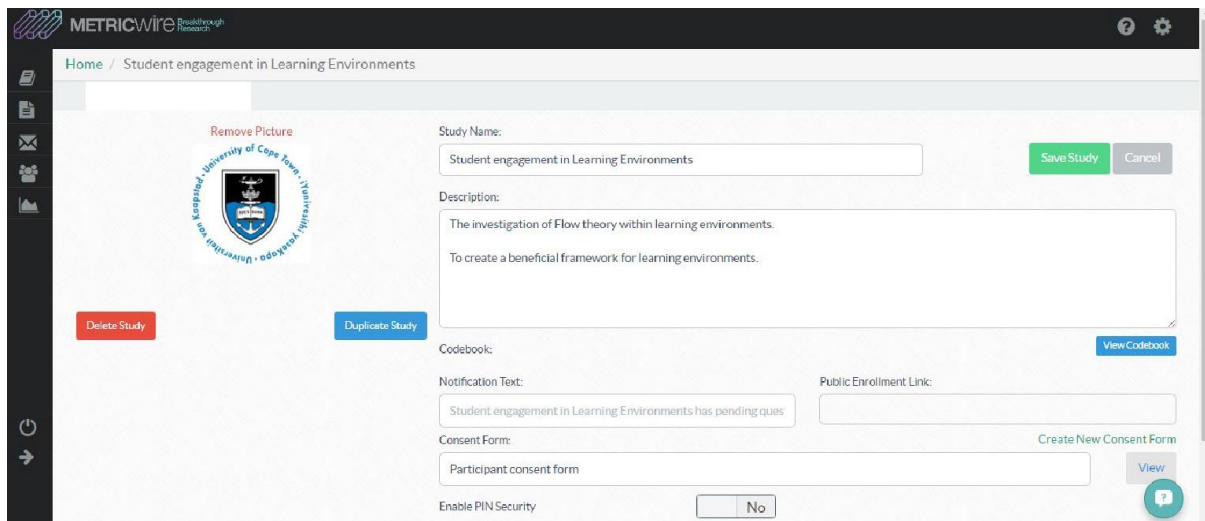 METRICWIRE Breakthrough Research
Home / Student engagement in Learning Environments
Remove Picture
University of Cape Town · iYunivesithi yaseKapa · Universiteit van Kaapstad
Study Name:
Student engagement in Learning Environments
Save Study
Cancel
Description:
The investigation of Flow theory within learning environments.
To create a beneficial framework for learning environments.
Delete Study
Duplicate Study
Codebook:
View Codebook
Notification Text:
Public Enrollment Link:
Student engagement in Learning Environments has pending ques
Consent Form:
Create New Consent Form
Participant consent form
View
Enable PIN Security
No